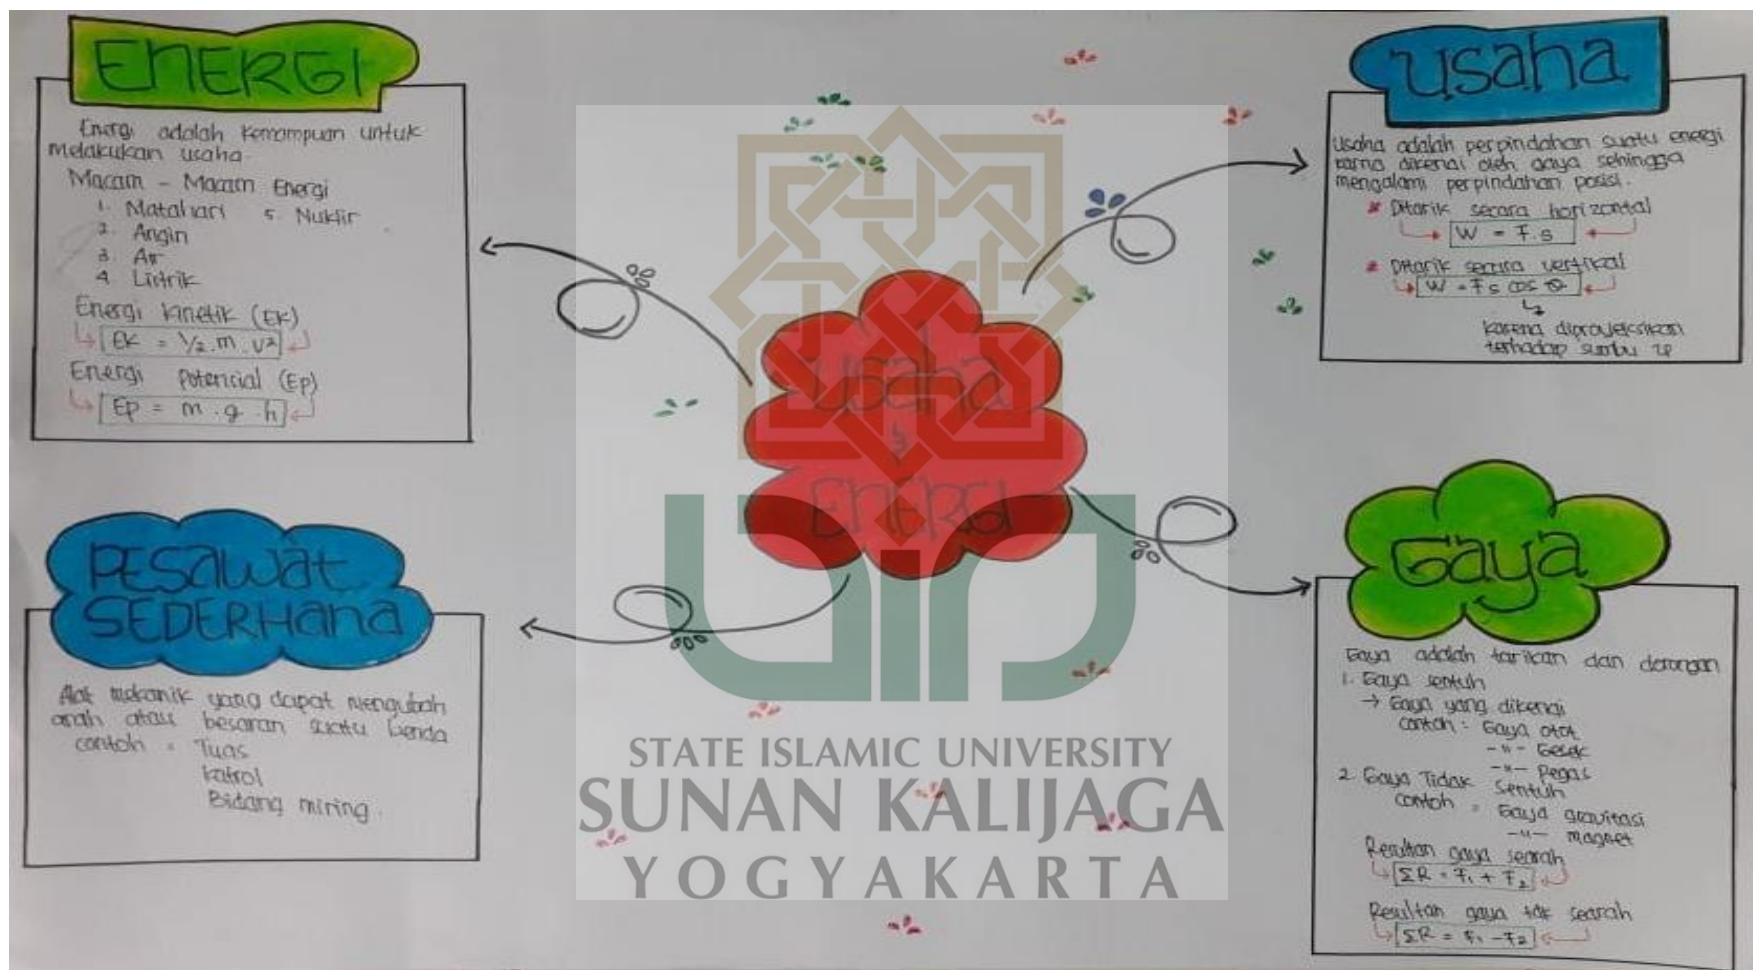 ENERGI
Energi adalah kemampuan untuk
melakukan usaha.
Macam - Macam Energi
1. Matahari 5. Nuklir
2. Angin
3. Air
4. Listrik
Energi kinetik (EK)
EK = 1/2 . m . v²
Energi Potensial (Ep)
Ep = m . g . h
usaha
Usaha adalah perpindahan suatu energi
karna dikenai oleh gaya sehingga
mengalami perpindahan posisi.
* Ditarik secara horizontal
W = F.s
* Ditarik secara vertikal
W = F s cos θ
karena diproyeksikan
terhadap sumbu
usaha
&
ENERGI
PESAWAT
SEDERHANA
Alat mekanik yang dapat mengubah
arah atau besaran suatu benda
contoh = Tuas
Katrol
Bidang miring.
Gaya
Gaya adalah tarikan dan dorongan
1. Gaya sentuh
→ Gaya yang dikenai
contoh = Gaya otot
-"- Gesek
-"- Pegas
2. Gaya Tidak Sentuh
contoh = Gaya gravitasi
-"- magnet
Resultan gaya searah
ΣR = F₁ + F₂
Resultan gaya tak searah
ΣR = F₁ - F₂
STATE ISLAMIC UNIVERSITY
SUNAN KALIJAGA
YOGYAKARTA